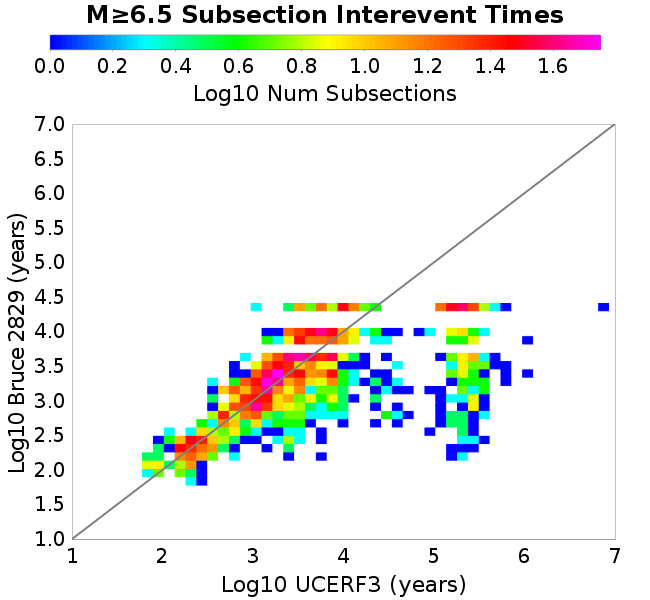 M≥6.5 Subsection Interevent Times
0.0 0.2 0.4 0.6 0.8 1.0 1.2 1.4 1.6
Log10 Num Subsections
7.0
6.5
6.0
5.5
5.0
4.5
4.0
3.5
3.0
2.5
2.0
1.5
1.0
Log10 Bruce 2829 (years)
1 2 3 4 5 6 7
Log10 UCERF3 (years)